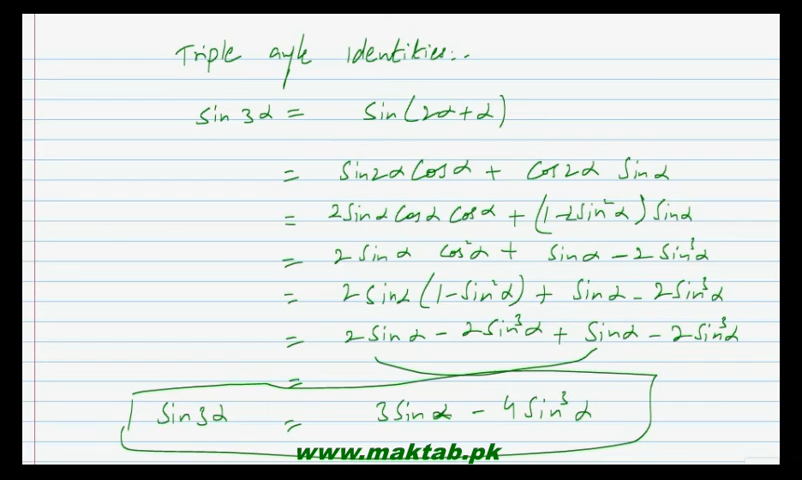 Triple angle Identities:.
Sin 3α = Sin(2α+α)
= Sin2α Cosα + Cos2α Sinα
= 2Sinα Cosα Cosα + (1-2Sin²α) Sinα
= 2Sinα Cos²α + Sinα - 2Sin³α
= 2Sinα (1-Sin²α) + Sinα - 2Sin³α
= 2Sinα - 2Sin³α + Sinα - 2Sin³α
=
Sin3α = 3Sinα - 4Sin³α
www.maktab.pk